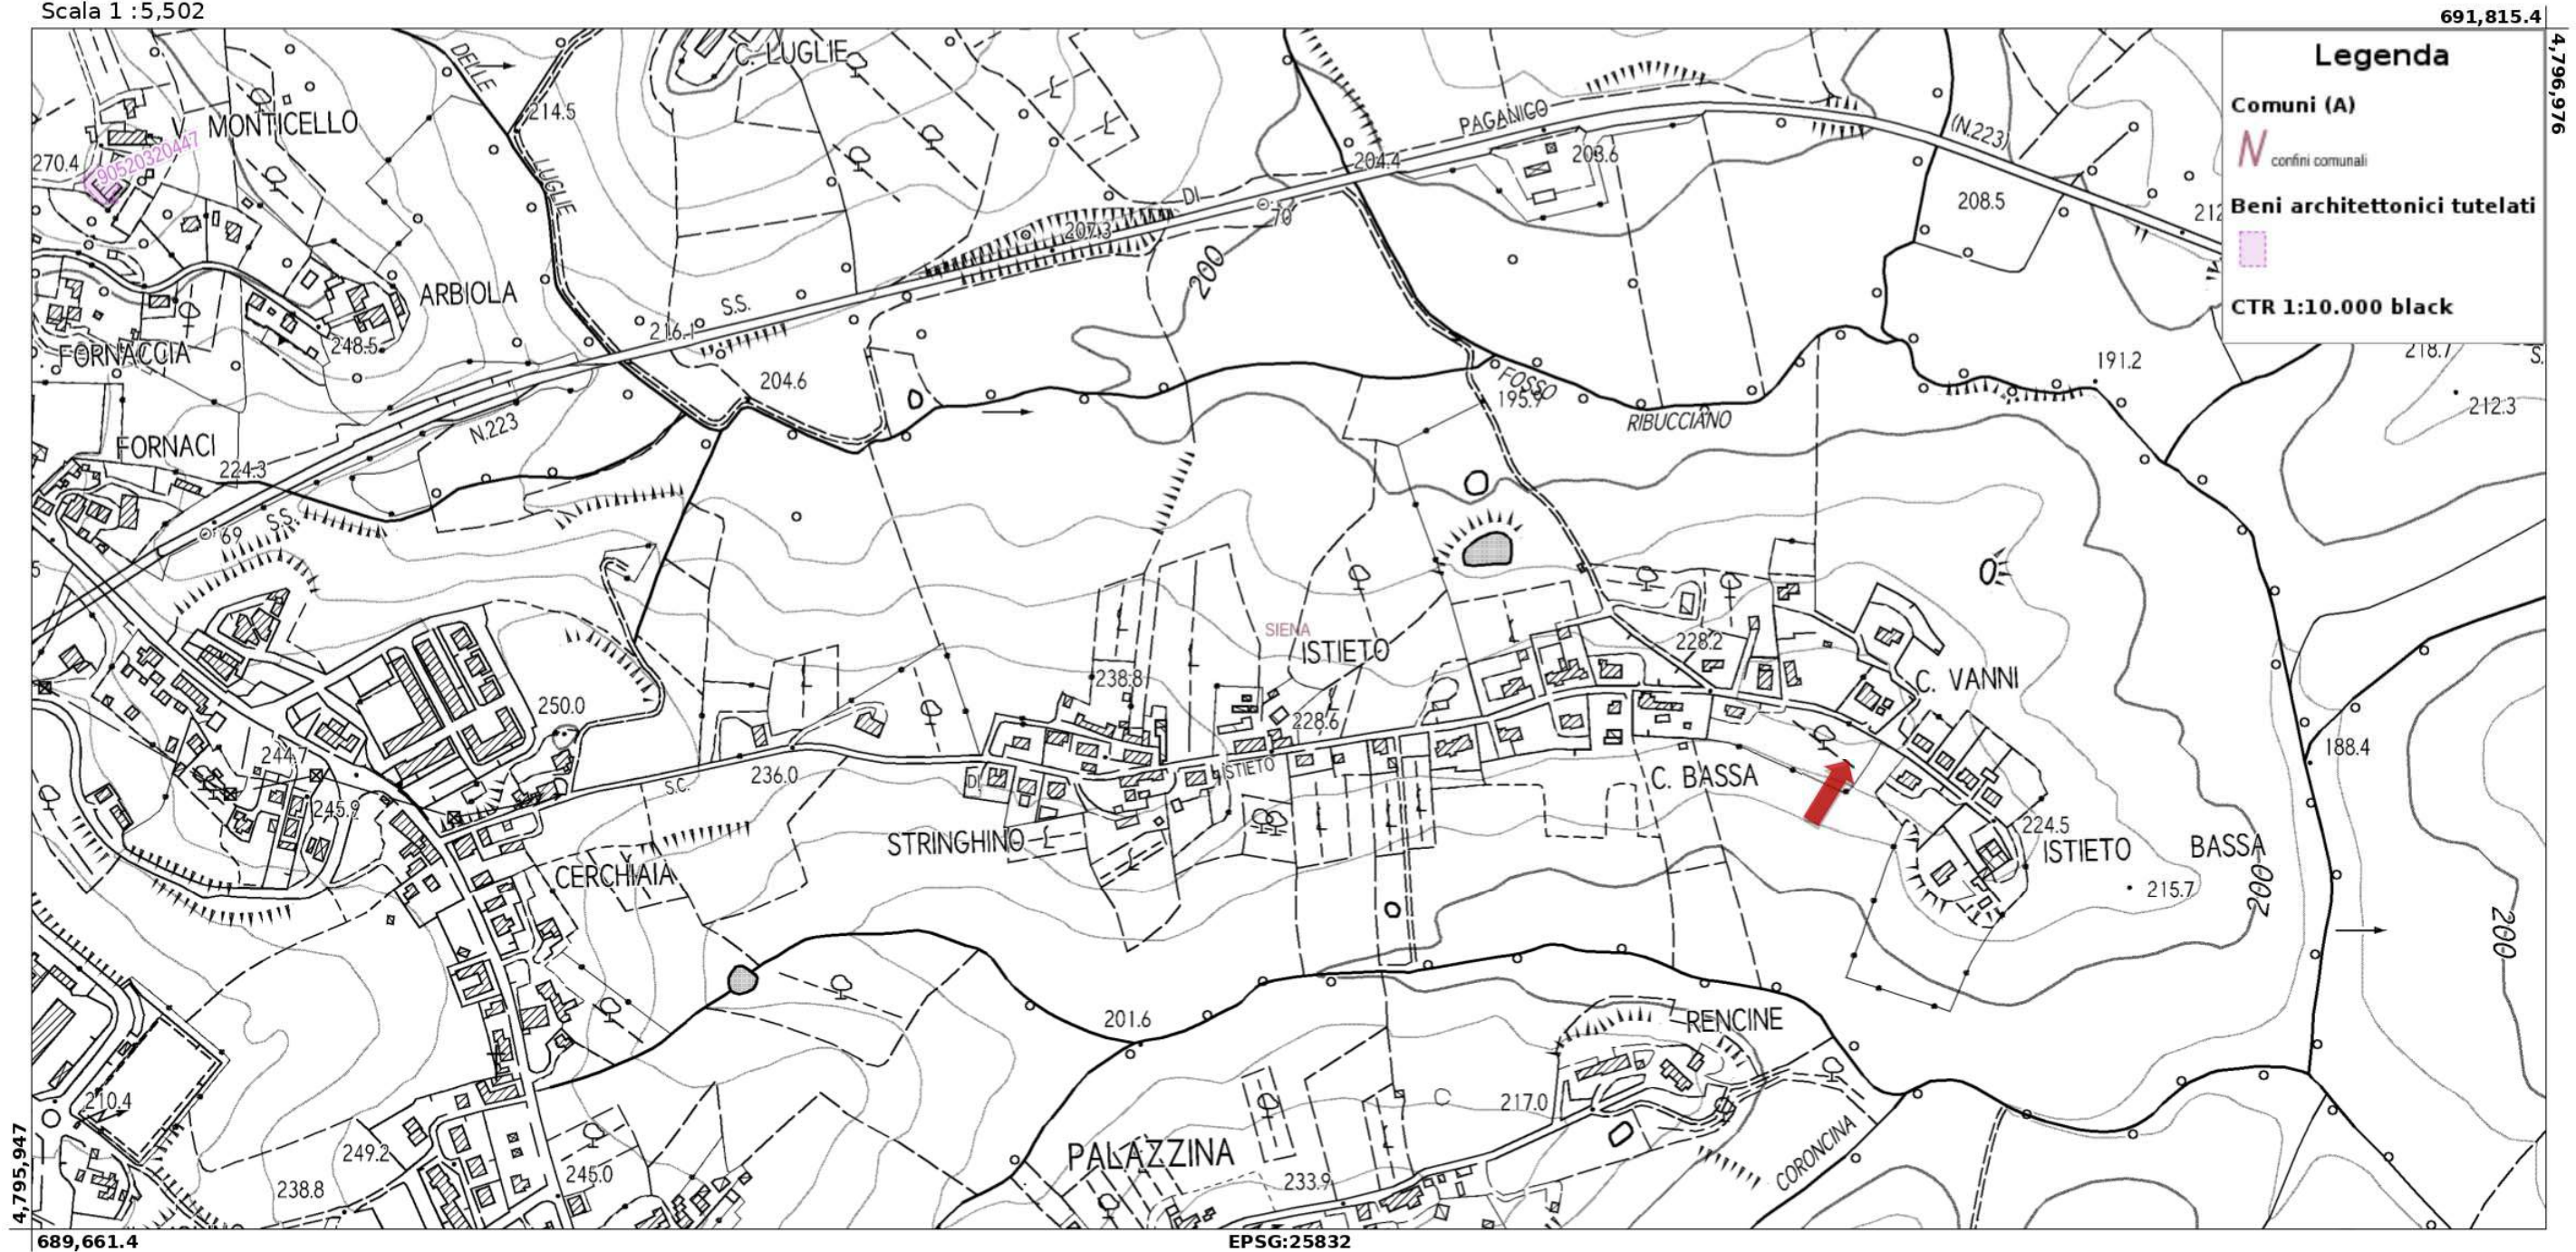 Scala 1 :5,502
691,815.4
4,796,976
Legenda
Comuni (A)
N confini comunali
Beni architettonici tutelati
CTR 1:10.000 black
DELLE
C. LUGLIE
214.5
MONTICELLO
90520320447
270.4
LUGLIE
PAGANICO
(N.223)
204.4
203.6
DI
70
207.3
208.5
212
200
ARBIOLA
S.S.
216.1
248.5
FORNACCIA
204.6
FOSSO
195.9
RIBUCCIANO
191.2
218.7
S.
212.3
N.223
FORNACI
224.3
S.S.
69
5
SIENA
ISTIETO
228.2
C. VANNI
238.8
250.0
228.6
244.7
188.4
DI
ISTIETO
236.0
S.C.
C. BASSA
245.9
STRINGHINO
224.5
ISTIETO BASSA
CERCHIAIA
215.7
200
200
201.6
RENCINE
210.4
217.0
C
249.2
PALAZZINA
CORONCINA
245.0
233.9
238.8
4,795,947
689,661.4
EPSG:25832